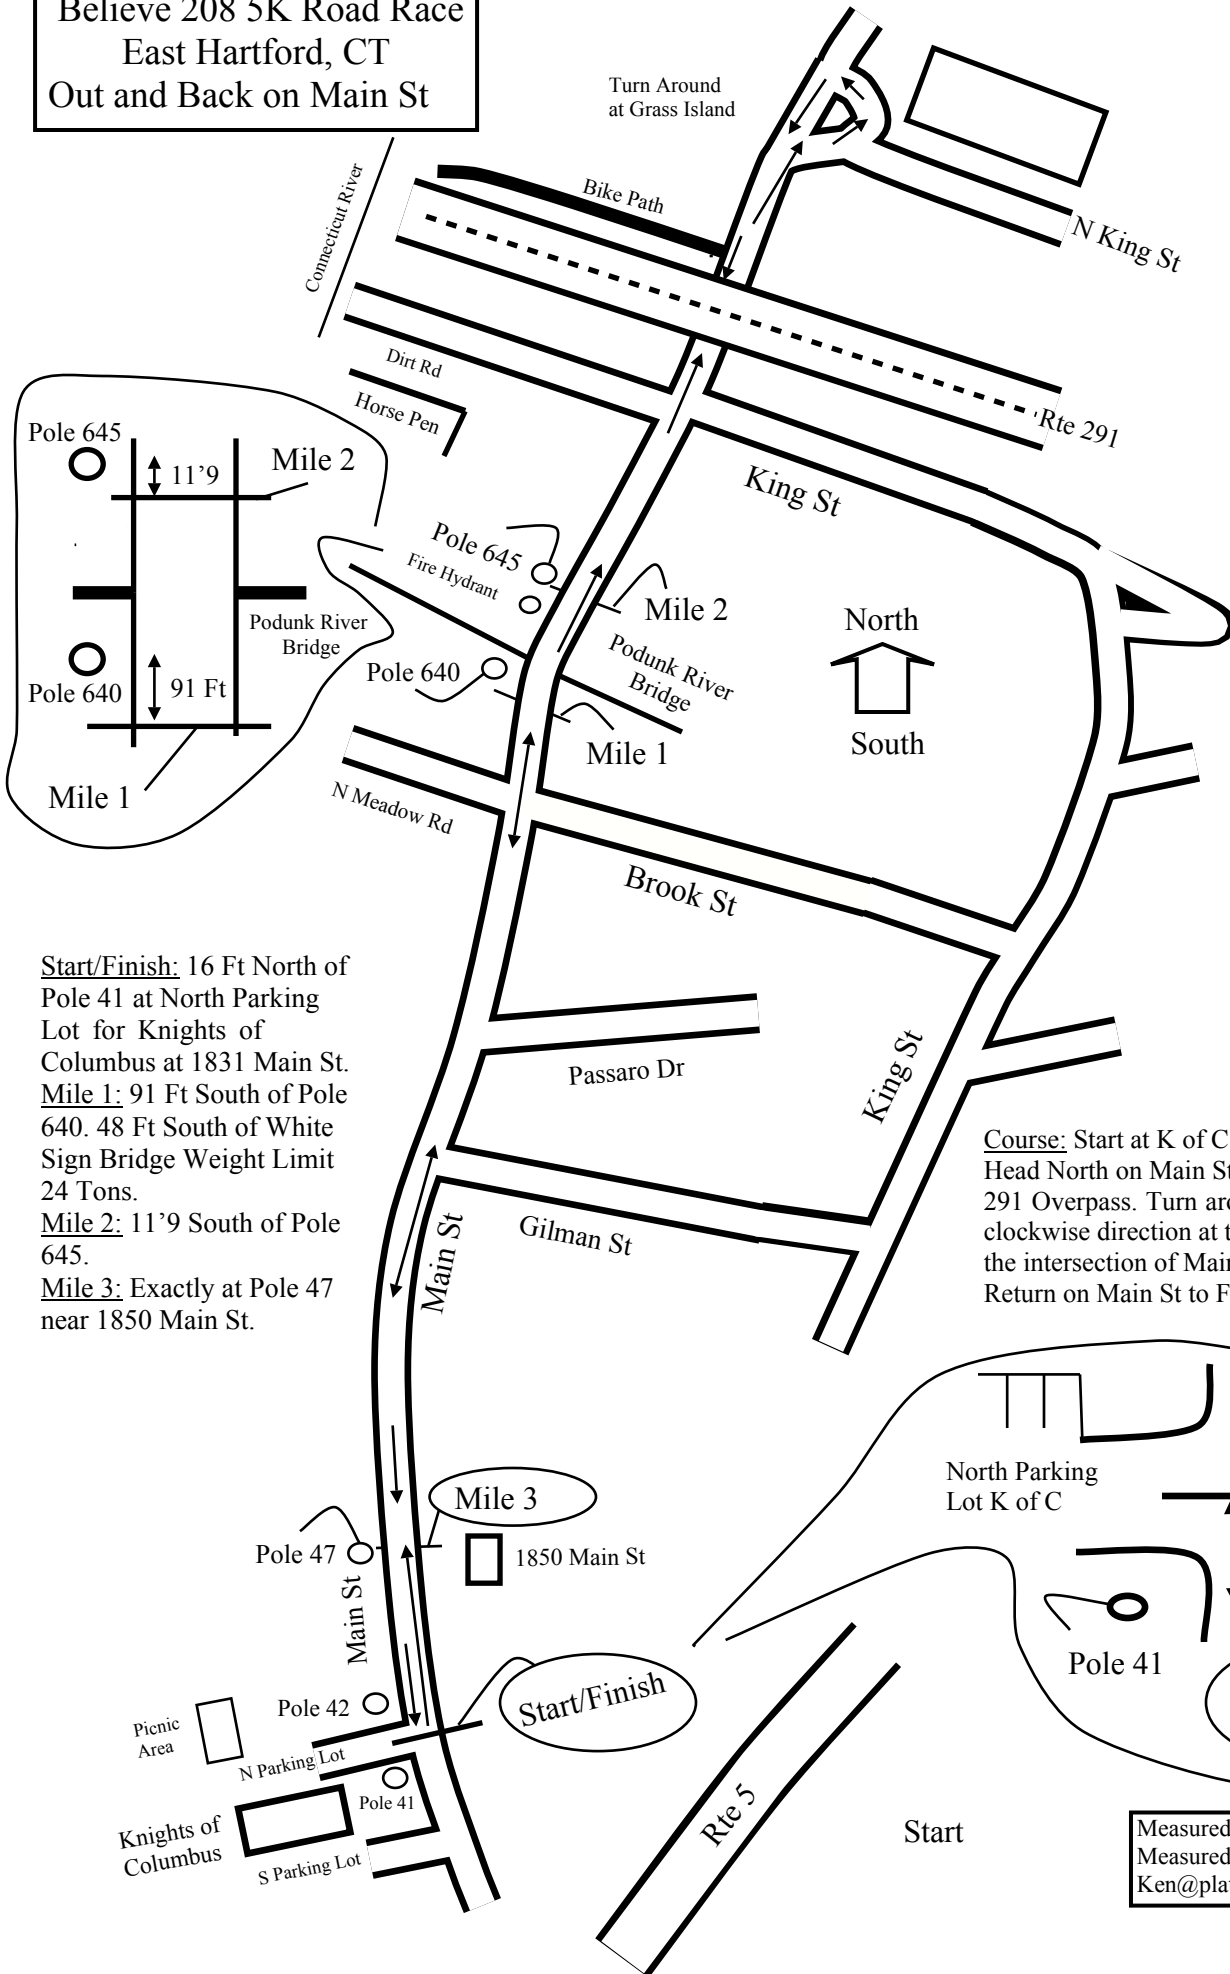 Believe 208 5K Road Race
East Hartford, CT
Out and Back on Main St
Turn Around
at Grass Island
Connecticut River
Bike Path
N King St
Dirt Rd
Horse Pen
Rte 291
King St
Pole 645
11’9
Mile 2
Podunk River
Bridge
Pole 640
91 Ft
Mile 1
Pole 645
Fire Hydrant
Mile 2
Podunk River
Bridge
Pole 640
Mile 1
North
South
N Meadow Rd
Brook St
Start/Finish: 16 Ft North of
Pole 41 at North Parking
Lot for Knights of
Columbus at 1831 Main St.
Mile 1: 91 Ft South of Pole
640. 48 Ft South of White
Sign Bridge Weight Limit
24 Tons.
Mile 2: 11’9 South of Pole
645.
Mile 3: Exactly at Pole 47
near 1850 Main St.
Passaro Dr
King St
Gilman St
Main St
Course: Start at K of C
Head North on Main St
291 Overpass. Turn
clockwise direction at
the intersection of
Return on Main St to
North Parking
Lot K of C
Pole 41
Mile 3
Pole 47
1850 Main St
Main St
Start/Finish
Pole 42
Picnic
Area
N Parking Lot
Pole 41
Knights of
Columbus
S Parking Lot
Rte 5
Start
Measured
Measured